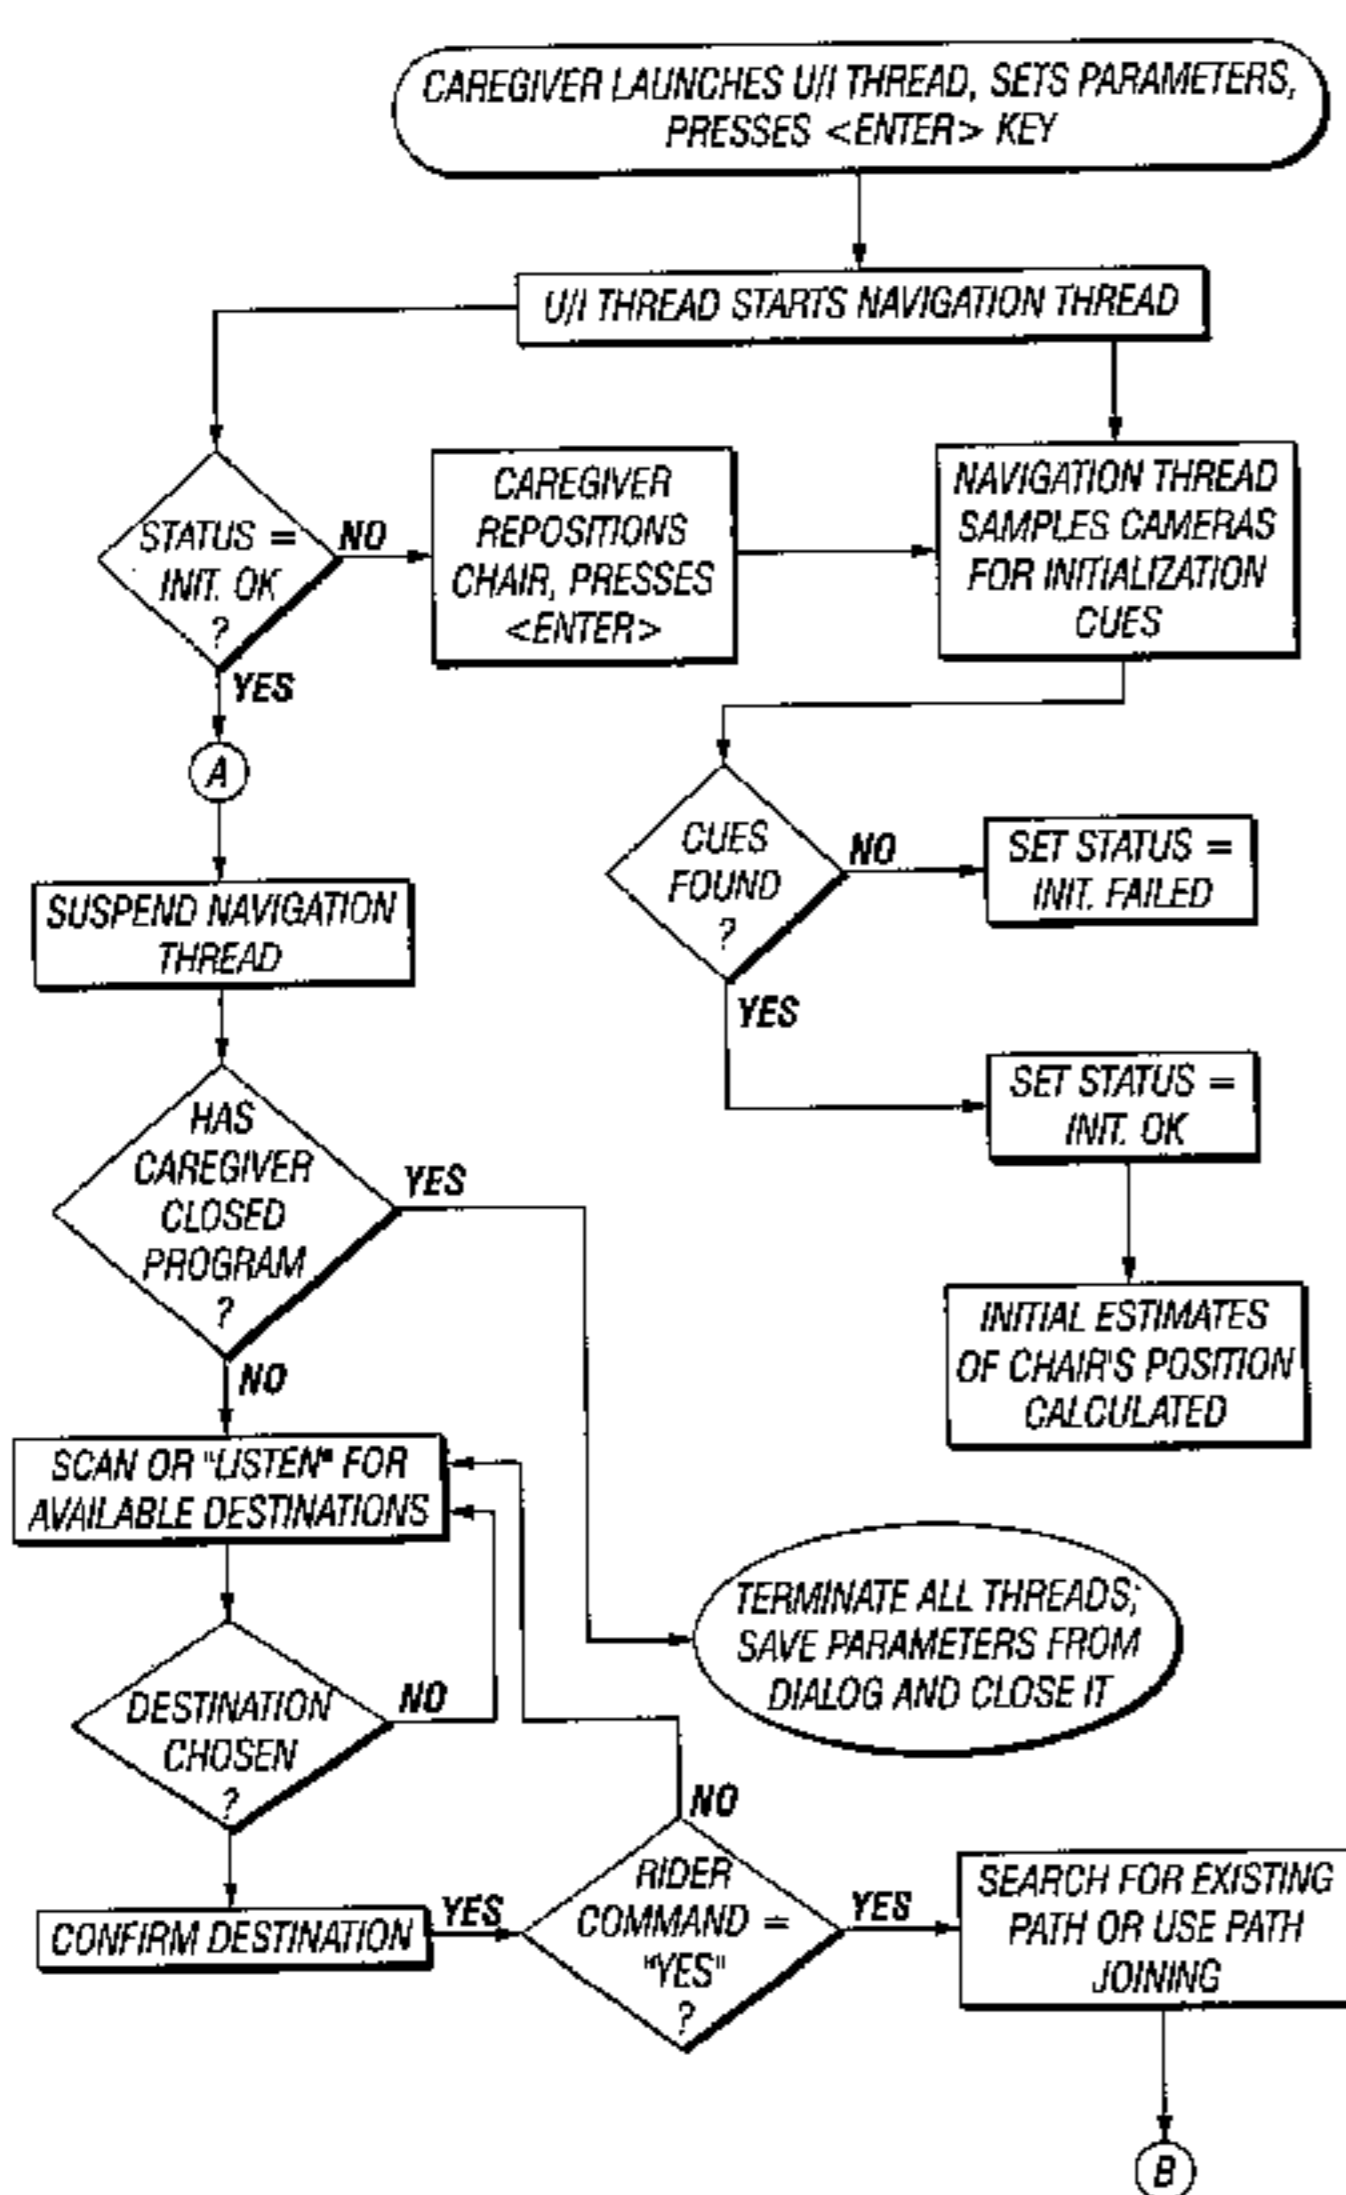 CAREGIVER LAUNCHES U/I THREAD, SETS PARAMETERS,
PRESSES <ENTER> KEY
U/I THREAD STARTS NAVIGATION THREAD
STATUS =
INIT. OK
?
NO
YES
CAREGIVER
REPOSITIONS
CHAIR, PRESSES
<ENTER>
NAVIGATION THREAD
SAMPLES CAMERAS
FOR INITIALIZATION
CUES
A
CUES
FOUND
?
NO
YES
SET STATUS =
INIT. FAILED
SUSPEND NAVIGATION
THREAD
SET STATUS =
INIT. OK
HAS
CAREGIVER
CLOSED
PROGRAM
?
YES
NO
INITIAL ESTIMATES
OF CHAIR'S POSITION
CALCULATED
SCAN OR "LISTEN" FOR
AVAILABLE DESTINATIONS
TERMINATE ALL THREADS;
SAVE PARAMETERS FROM
DIALOG AND CLOSE IT
DESTINATION
CHOSEN
?
NO
CONFIRM DESTINATION
YES
RIDER
COMMAND =
"YES"
?
NO
YES
SEARCH FOR EXISTING
PATH OR USE PATH
JOINING
B